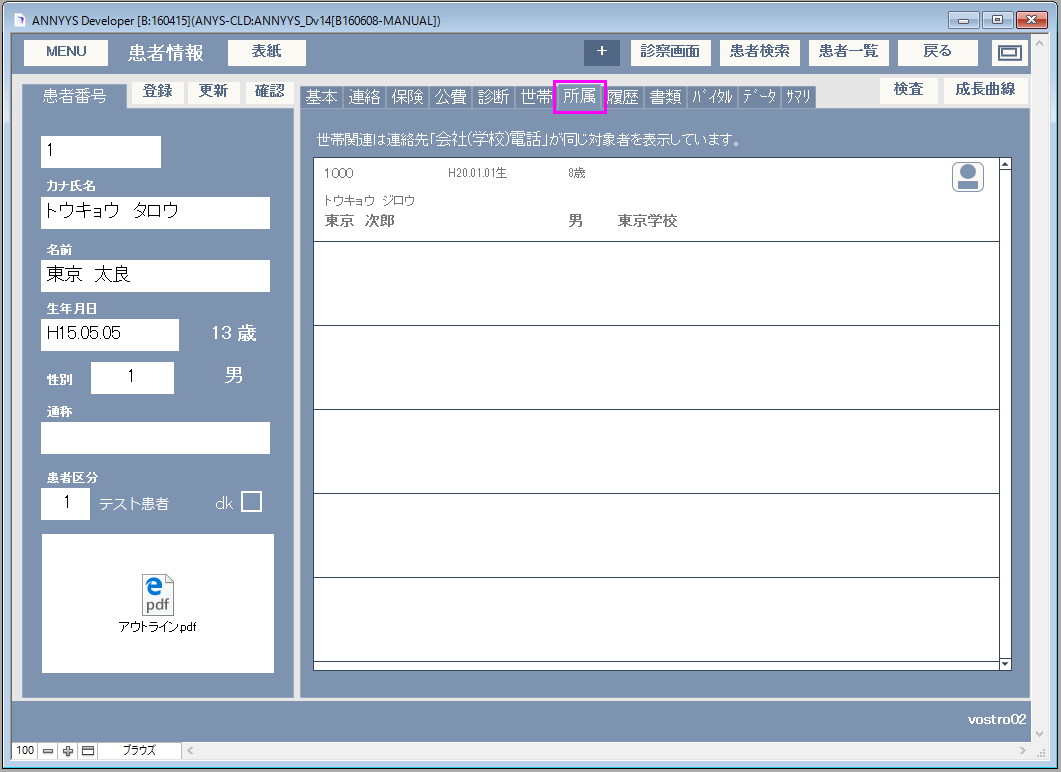 ANNYYS Developer [B:160415](ANYS-CLD:ANNYYS_Dv14[B160608-MANUAL])
MENU 患者情報 表紙 + 診察画面 患者検索 患者一覧 戻る
患者番号 登録 更新 確認 基本 連絡 保険 公費 診断 世帯 所属 履歴 書類 バイタル データ サマリ 検査 成長曲線
世帯関連は連絡先「会社(学校)電話」が同じ対象者を表示しています。
1
カナ氏名
トウキョウ タロウ
名前
東京 太良
生年月日
H15.05.05 13 歳
性別 1 男
通称
患者区分
1 テスト患者 dk
pdf
アウトライン.pdf
1000 H20.01.01生 8歳
トウキョウ ジロウ
東京 次郎 男 東京学校
vostro02
100 ブラウズ